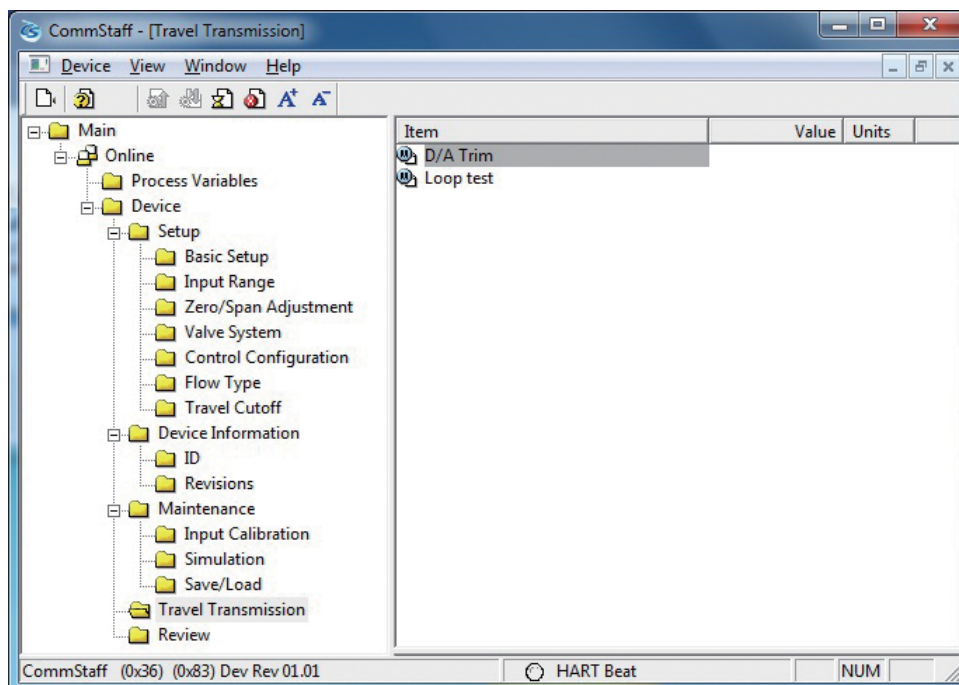 CommStaff - [Travel Transmission]
Device View Window Help
A+ A-
Main
Online
Process Variables
Device
Setup
Basic Setup
Input Range
Zero/Span Adjustment
Valve System
Control Configuration
Flow Type
Travel Cutoff
Device Information
ID
Revisions
Maintenance
Input Calibration
Simulation
Save/Load
Travel Transmission
Review
Item Value Units
D/A Trim
Loop test
CommStaff (0x36) (0x83) Dev Rev 01.01 HART Beat NUM